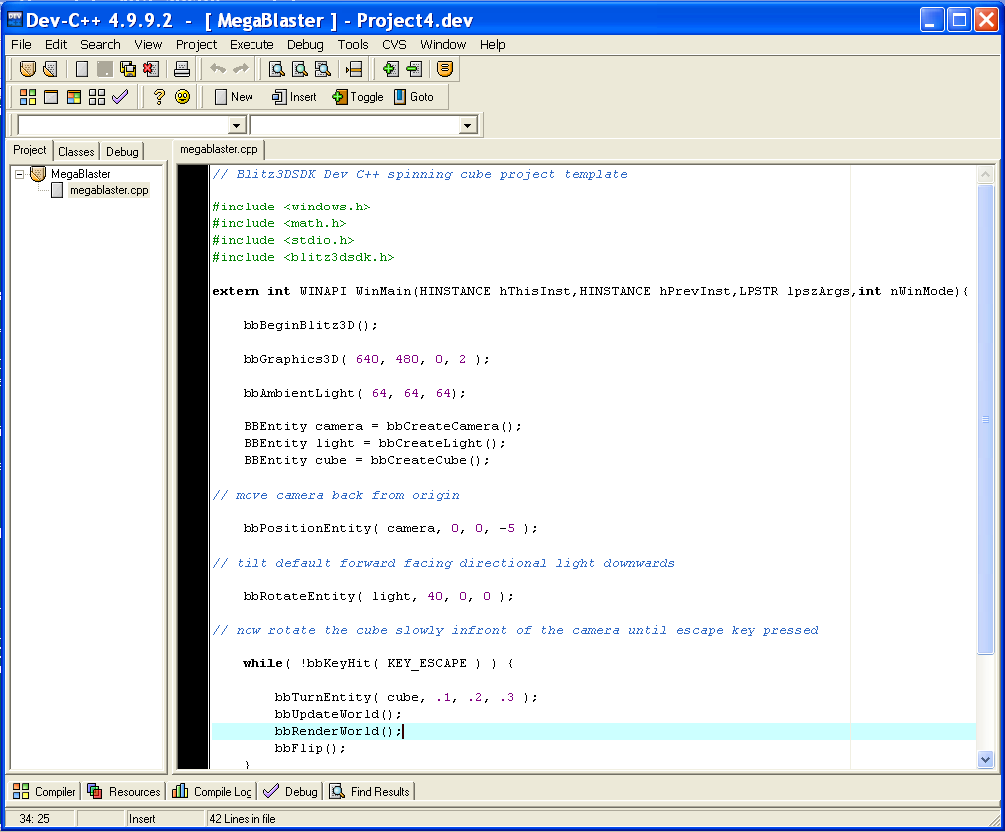 Dev-C++ 4.9.9.2 - [ MegaBlaster ] - Project4.dev
File Edit Search View Project Execute Debug Tools CVS Window Help
New Insert Toggle Goto
Project Classes Debug
megablaster.cpp
MegaBlaster
megablaster.cpp
// Blitz3DSDK Dev C++ spinning cube project template
#include <windows.h>
#include <math.h>
#include <stdio.h>
#include <blitz3dsdk.h>
extern int WINAPI WinMain(HINSTANCE hThisInst,HINSTANCE hPrevInst,LPSTR lpszArgs,int nWinMode){
bbBeginBlitz3D();
bbGraphics3D( 640, 480, 0, 2 );
bbAmbientLight( 64, 64, 64);
BBEntity camera = bbCreateCamera();
BBEntity light = bbCreateLight();
BBEntity cube = bbCreateCube();
// move camera back from origin
bbPositionEntity( camera, 0, 0, -5 );
// tilt default forward facing directional light downwards
bbRotateEntity( light, 40, 0, 0 );
// now rotate the cube slowly infront of the camera until escape key pressed
while( !bbKeyHit( KEY_ESCAPE ) ) {
bbTurnEntity( cube, .1, .2, .3 );
bbUpdateWorld();
bbRenderWorld();
bbFlip();
}
Compiler Resources Compile Log Debug Find Results
34: 25 Insert 42 Lines in file